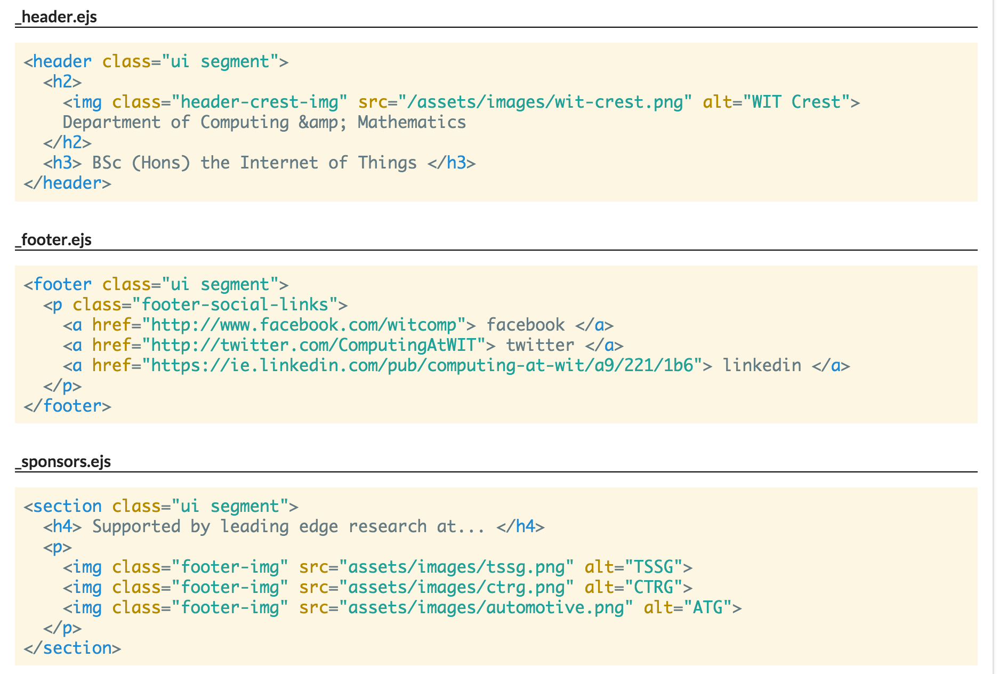 _header.ejs
<header class="ui segment">
  <h2>
    <img class="header-crest-img" src="/assets/images/wit-crest.png" alt="WIT Crest">
    Department of Computing &amp; Mathematics
  </h2>
  <h3> BSc (Hons) the Internet of Things </h3>
</header>
_footer.ejs
<footer class="ui segment">
  <p class="footer-social-links">
    <a href="http://www.facebook.com/witcomp"> facebook </a>
    <a href="http://twitter.com/ComputingAtWIT"> twitter </a>
    <a href="https://ie.linkedin.com/pub/computing-at-wit/a9/221/1b6"> linkedin </a>
  </p>
</footer>
_sponsors.ejs
<section class="ui segment">
  <h4> Supported by leading edge research at... </h4>
  <p>
    <img class="footer-img" src="assets/images/tssg.png" alt="TSSG">
    <img class="footer-img" src="assets/images/ctrg.png" alt="CTRG">
    <img class="footer-img" src="assets/images/automotive.png" alt="ATG">
  </p>
</section>